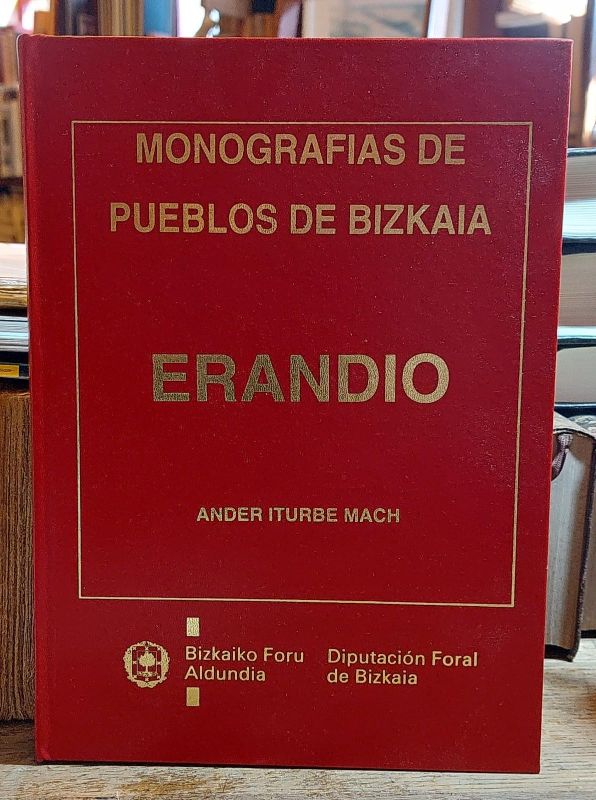 MONOGRAFIAS DE
PUEBLOS DE BIZKAIA
ERANDIO
ANDER ITURBE MACH
Bizkaiko Foru
Aldundia
Diputación Foral
de Bizkaia